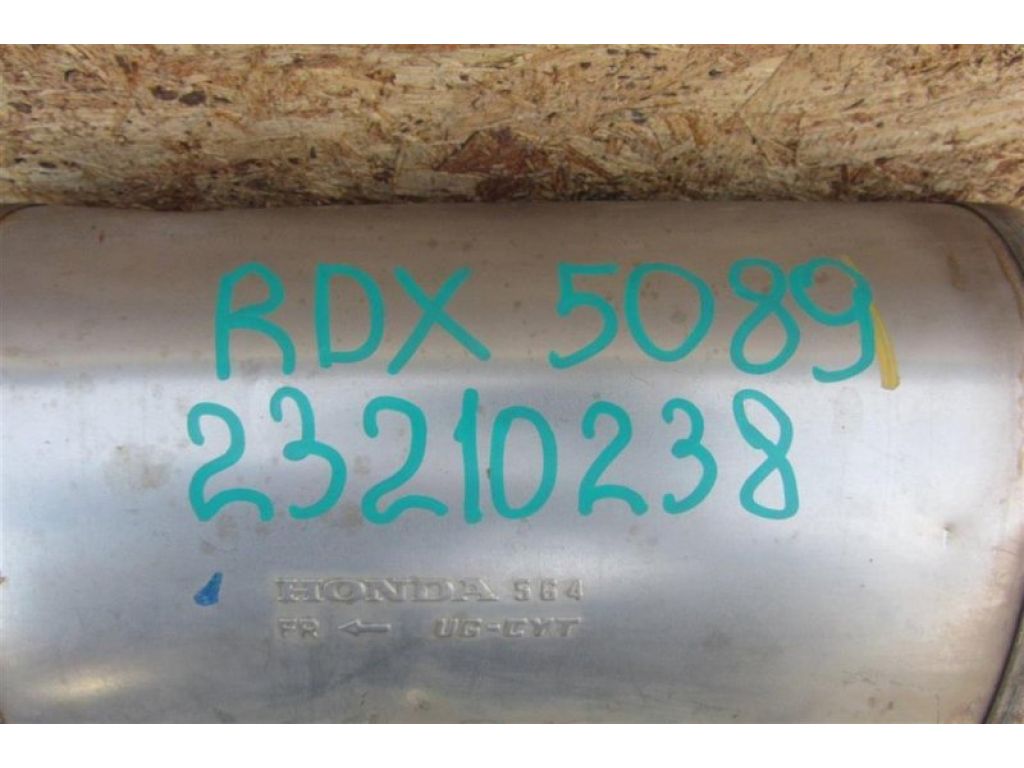 RDX 5089
23210238
HONDA 564
FR ← UG-CYT